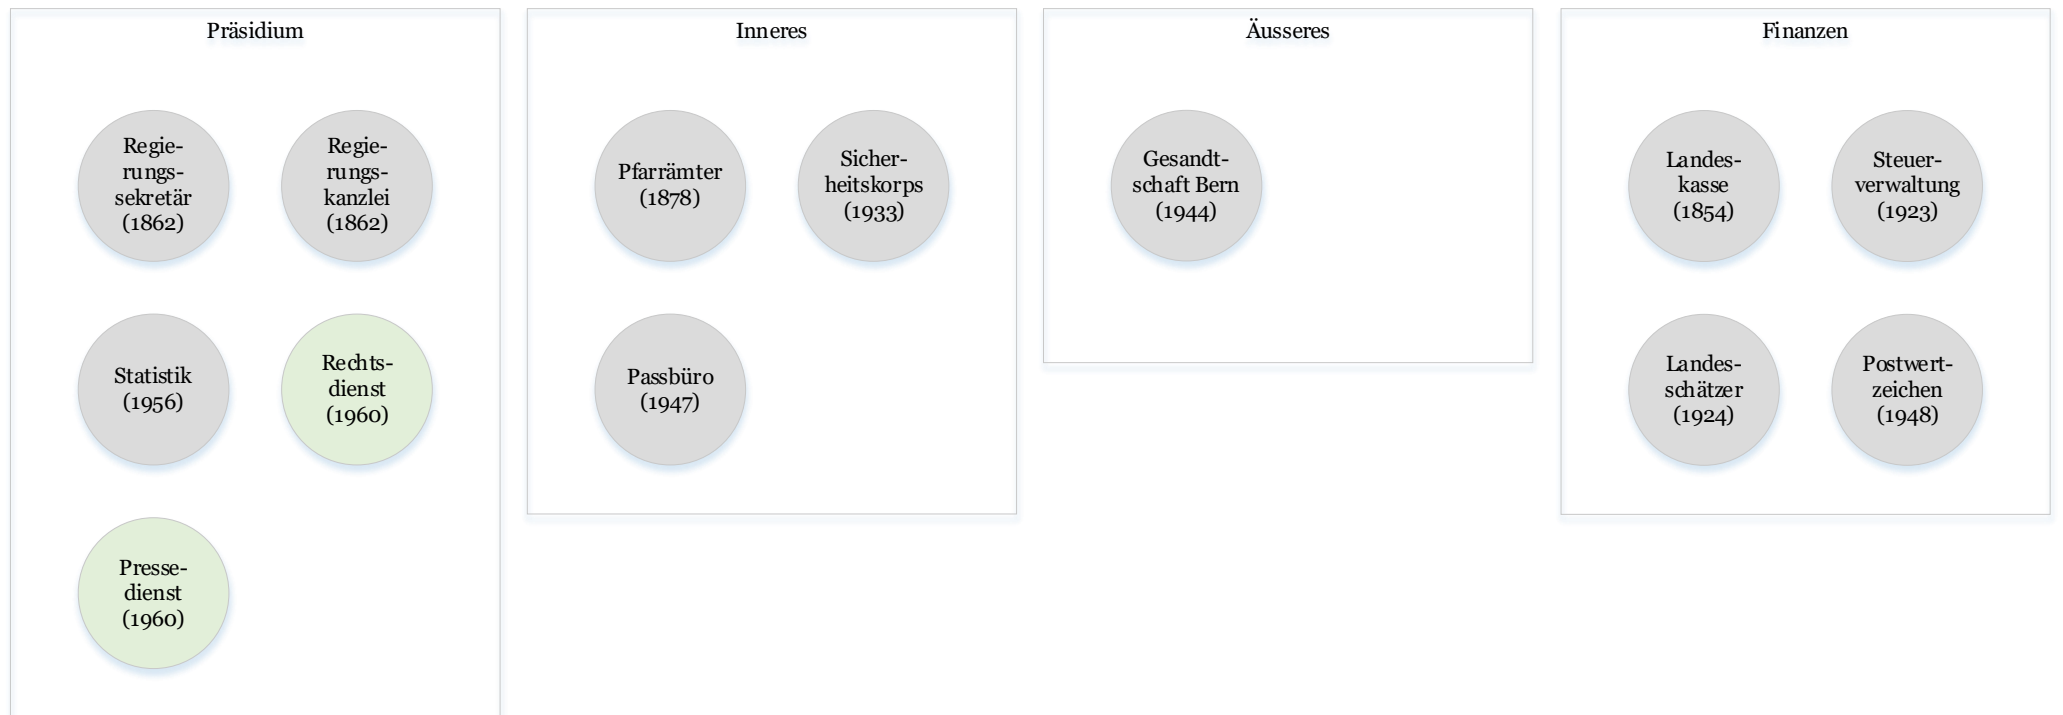 Präsidium
Regie-
rungs-
sekretär
(1862)
Regie-
rungs-
kanzlei
(1862)
Statistik
(1956)
Rechts-
dienst
(1960)
Presse-
dienst
(1960)
Inneres
Pfarrämter
(1878)
Sicher-
heitskorps
(1933)
Passbüro
(1947)
Äusseres
Gesandt-
schaft Bern
(1944)
Finanzen
Landes-
kasse
(1854)
Steuer-
verwaltung
(1923)
Landes-
schätzer
(1924)
Postwert-
zeichen
(1948)